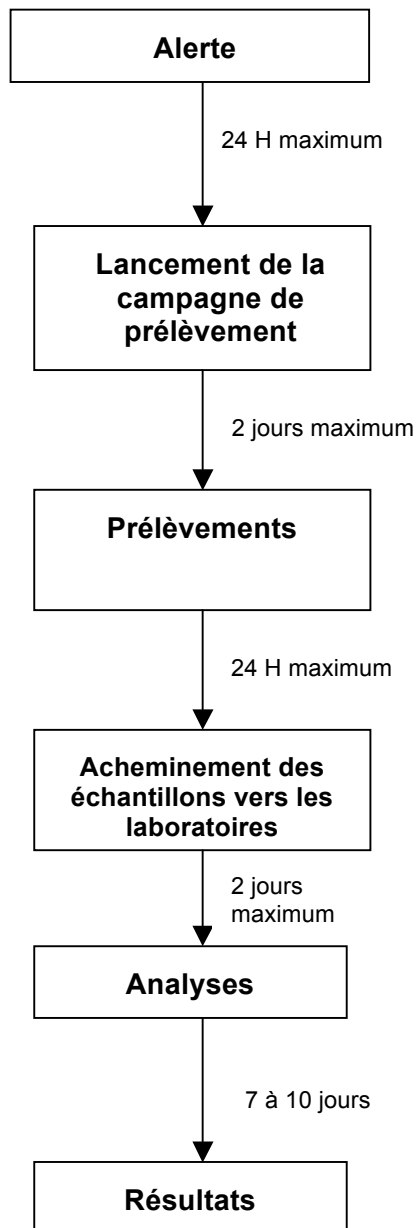 Alerte
24 H maximum
Lancement de la
campagne de
prélèvement
2 jours maximum
Prélèvements
24 H maximum
Acheminement des
échantillons vers les
laboratoires
2 jours
maximum
Analyses
7 à 10 jours
Résultats